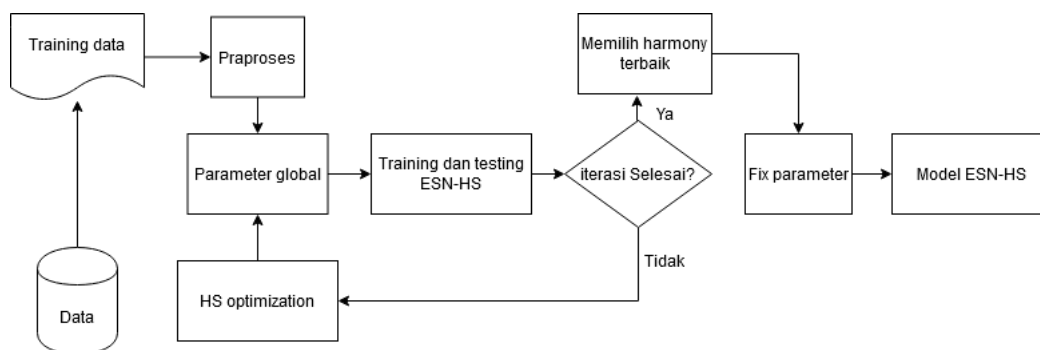 Training data
Praproses
Parameter global
Training dan testing
ESN-HS
iterasi Selesai?
Ya
Memilih harmony
terbaik
Fix parameter
Model ESN-HS
Tidak
HS optimization
Data